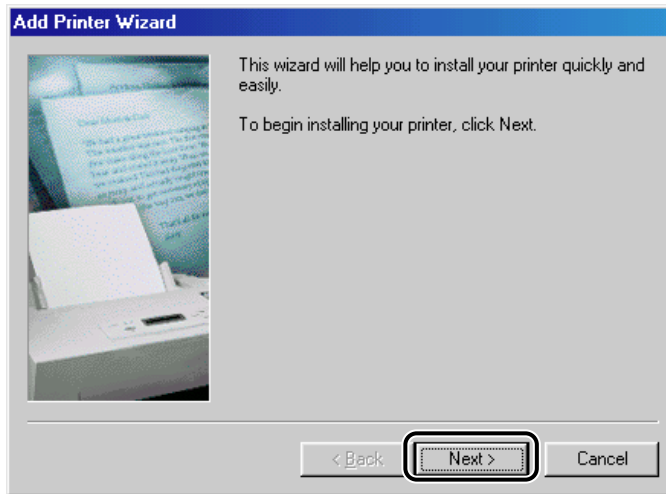 Add Printer Wizard
This wizard will help you to install your printer quickly and
easily.
To begin installing your printer, click Next.
< Back
Next >
Cancel